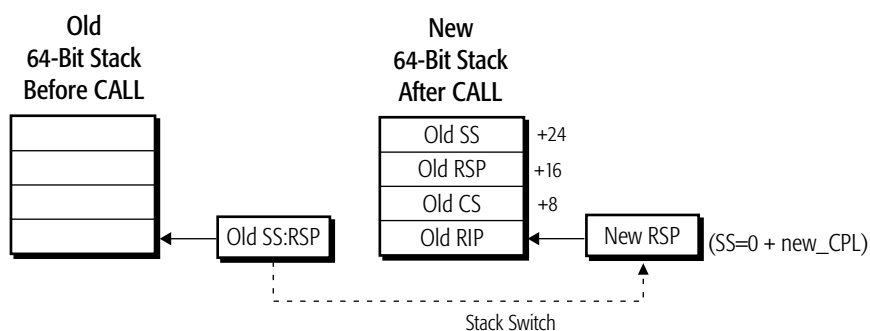 Old
64-Bit Stack
Before CALL
New
64-Bit Stack
After CALL
Old SS +24
Old RSP +16
Old CS +8
Old RIP
Old SS:RSP
New RSP
(SS=0 + new_CPL)
Stack Switch